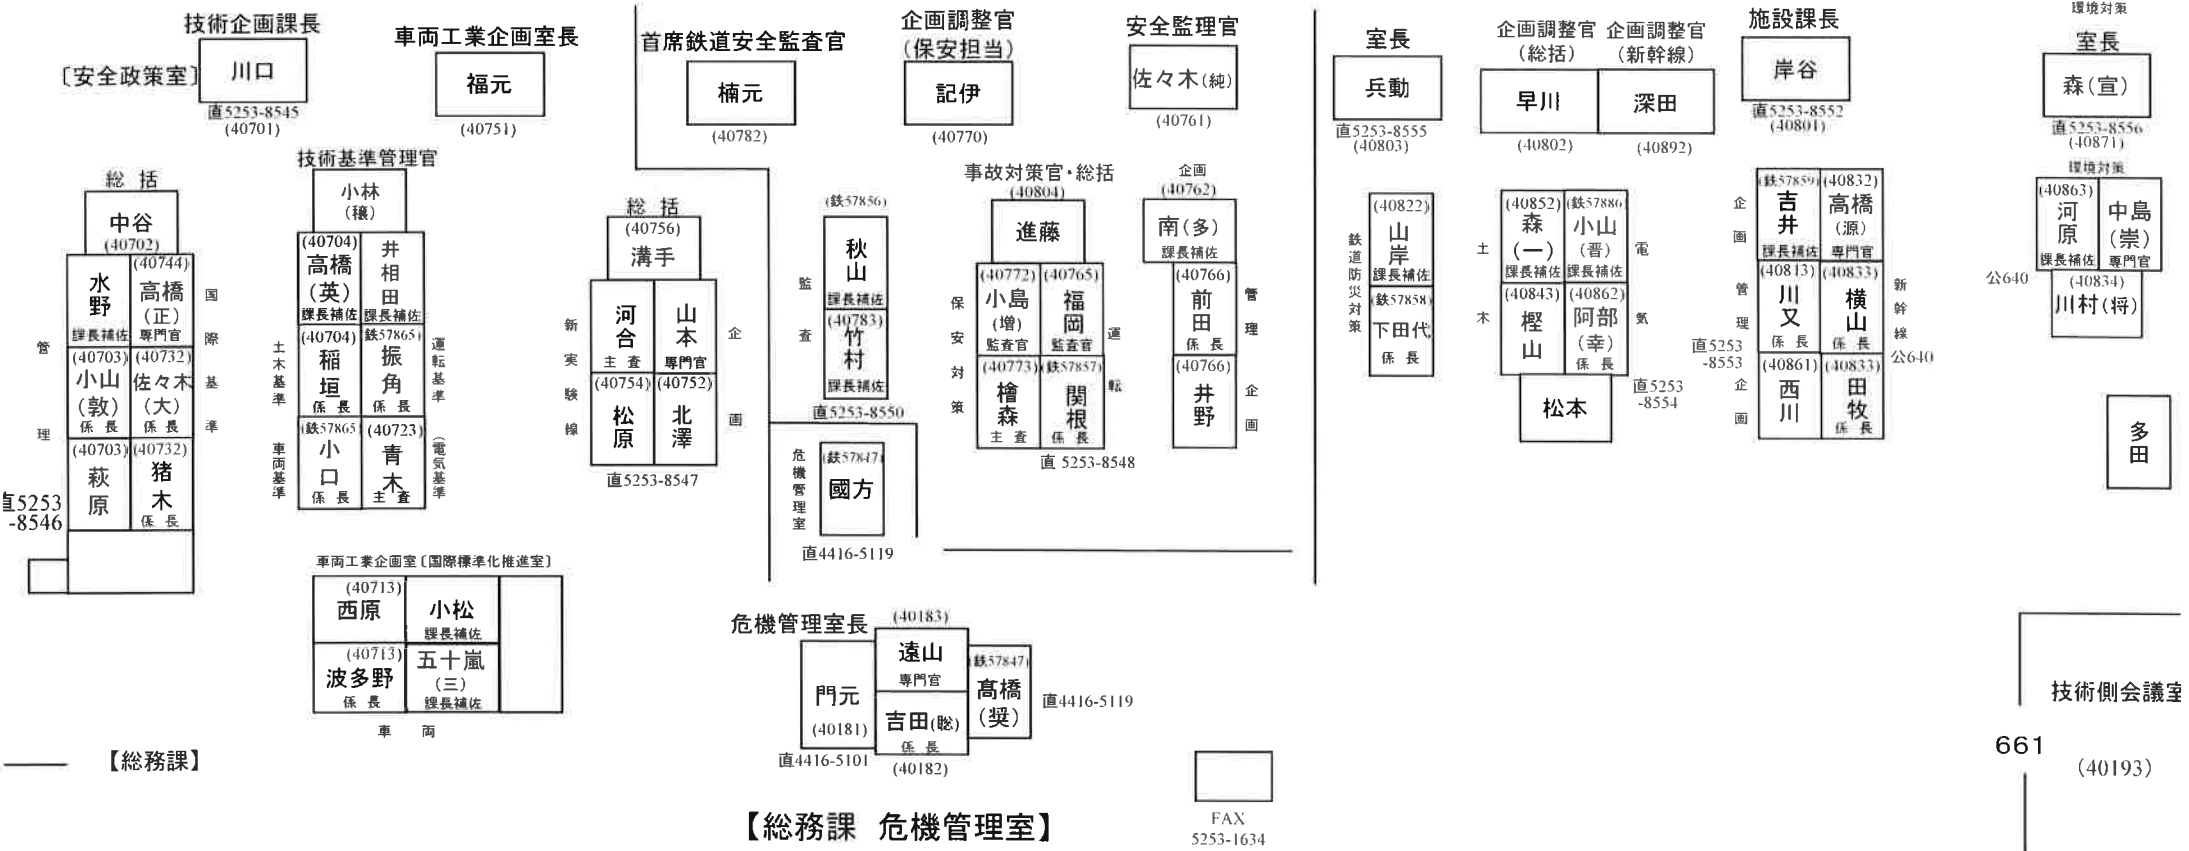 技術企画課長
〔安全政策室〕
川口
直5253-8545
(40701)
車両工業企画室長
福元
(40751)
首席鉄道安全監査官
楠元
(40782)
企画調整官
(保安担当)
記伊
(40770)
安全監理官
佐々木(純)
(40761)
室長
兵動
直5253-8555
(40803)
企画調整官
(総括)
早川
(40802)
企画調整官
(新幹線)
深田
(40892)
施設課長
岸谷
直5253-8552
(40801)
環境対策
室長
森(宣)
直5253-8556
(40871)
総 括
中谷
(40702)
水野
課長補佐
(40744)
高橋
(正)
専門官
国際基準
管理
(40703)
小山
(敦)
係 長
(40732)
佐々木
(大)
係 長
(40703)
萩原
(40732)
猪木
係 長
直5253
-8546
技術基準管理官
小林
(穣)
(40704)
高橋
(英)
課長補佐
井相田
課長補佐
土木基準
(40704)
稲垣
係 長
(鉄57865)
振角
係 長
運転基準
車両基準
(鉄57865)
小口
係 長
(40723)
青木
主 査
(電気基準)
車両工業企画室〔国際標準化推進室〕
(40713)
西原
小松
課長補佐
(40713)
波多野
係 長
五十嵐
(三)
課長補佐
車 両
【総務課】
総 括
(40756)
溝手
新実験線
河合
主 査
山本
専門官
企画
(40754)
松原
(40752)
北澤
直5253-8547
(鉄57856)
秋山
課長補佐
監査
(40783)
竹村
課長補佐
直5253-8550
危機管理室
(鉄57847)
國方
直4416-5119
事故対策官・総括
(40804)
進藤
保安対策
(40772)
小島
(増)
監査官
(40765)
福岡
監査官
運転
(40773)
檜森
主 査
(鉄57857)
関根
係 長
直 5253-8548
企画
(40762)
南(多)
課長補佐
(40766)
前田
係 長
管理
(40766)
井野
企画
危機管理室長
門元
(40181)
直4416-5101
(40183)
遠山
専門官
吉田(聡)
係 長
(40182)
(鉄57847)
髙橋
(奨)
直4416-5119
【総務課 危機管理室】
FAX
5253-1634
鉄道防災対策
(40822)
山岸
課長補佐
(鉄57858)
下田代
係 長
土木
(40852)
森
(一)
課長補佐
(鉄57886)
小山
(晋)
課長補佐
電気
(40843)
樫山
(40862)
阿部
(幸)
係 長
松本
直5253
-8554
企画
(鉄57859)
吉井
課長補佐
(40832)
高橋
(源)
専門官
管理
(40813)
川又
係 長
(40833)
横山
係 長
新幹線
公640
直5253
-8553
企画
(40861)
西川
(40833)
田牧
係 長
環境対策
(40863)
河原
課長補佐
中島
(崇)
専門官
公640
(40834)
川村(将)
多田
技術側会議室
661
(40193)